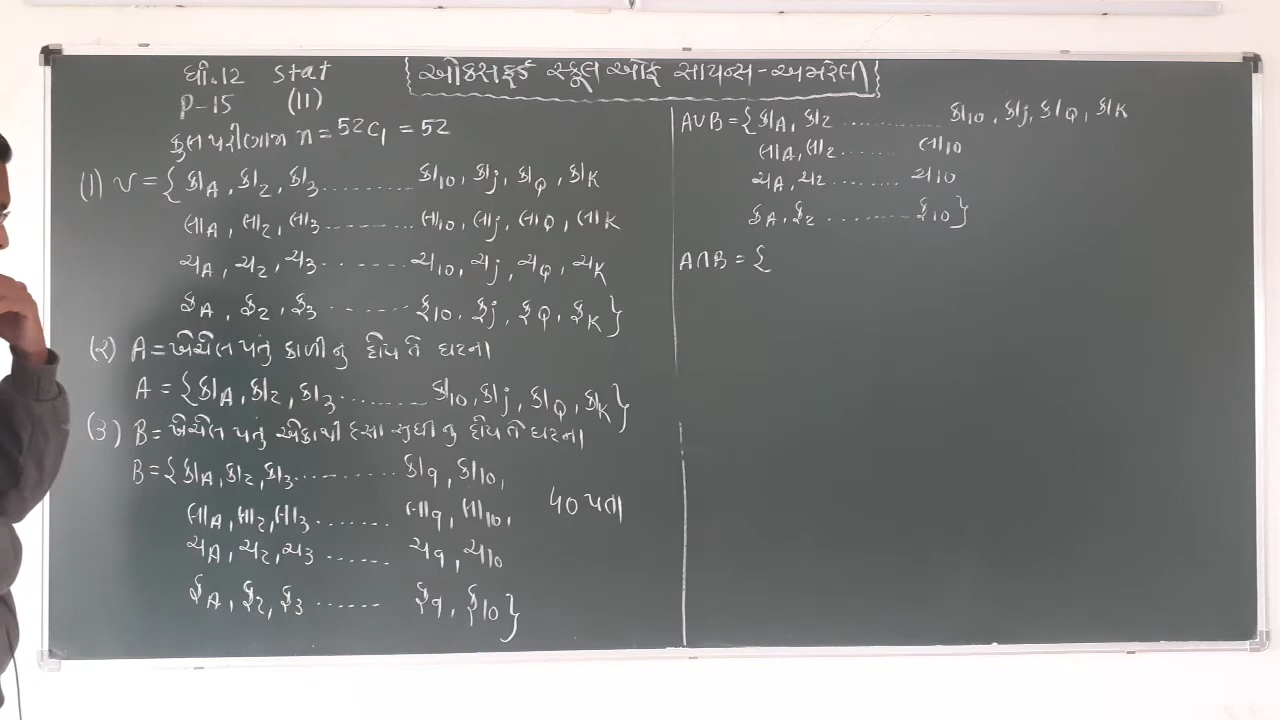 ધો.12 Stat
{ ઓક્સફર્ડ સ્કૂલ ઓફ સાયન્સ - અમરેલી }
P-15 (11)
કુલ પરીણામ n = 52C1 = 52
(1) U = { કાA, કા2, કા3 .......... કા10, કાj, કાQ, કાK
લાA, લા2, લા3 .......... લા10, લાj, લાQ, લાK
ચA, ચ2, ચ3 ........ ચ10, ચj, ચQ, ચK
ફA, ફ2, ફ3 ........ ફ10, ફj, ફQ, ફK }
(૨) A = ખેંચેલ પત્તું કાળીનું હોય તે ઘટના
A = { કાA, કા2, કા3 ......... કા10, કાj, કાQ, કાK }
(3) B = ખેંચેલ પત્તું એક્કાથી દસા સુધીનું હોય તે ઘટના
B = { કાA, કા2, કા3 .......... કા9, કા10,
લાA, લા2, લા3 ....... લા9, લા10,
40 પત્તા
ચA, ચ2, ચ3 ...... ચ9, ચ10
ફA, ફ2, ફ3 ...... ફ9, ફ10 }
A∪B = { કાA, કા2 ............. કા10, કાj, કાQ, કાK
લાA, લા2 ...... લા10
ચA, ચ2 ........ ચ10
ફA, ફ2 ......... ફ10 }
A∩B = {